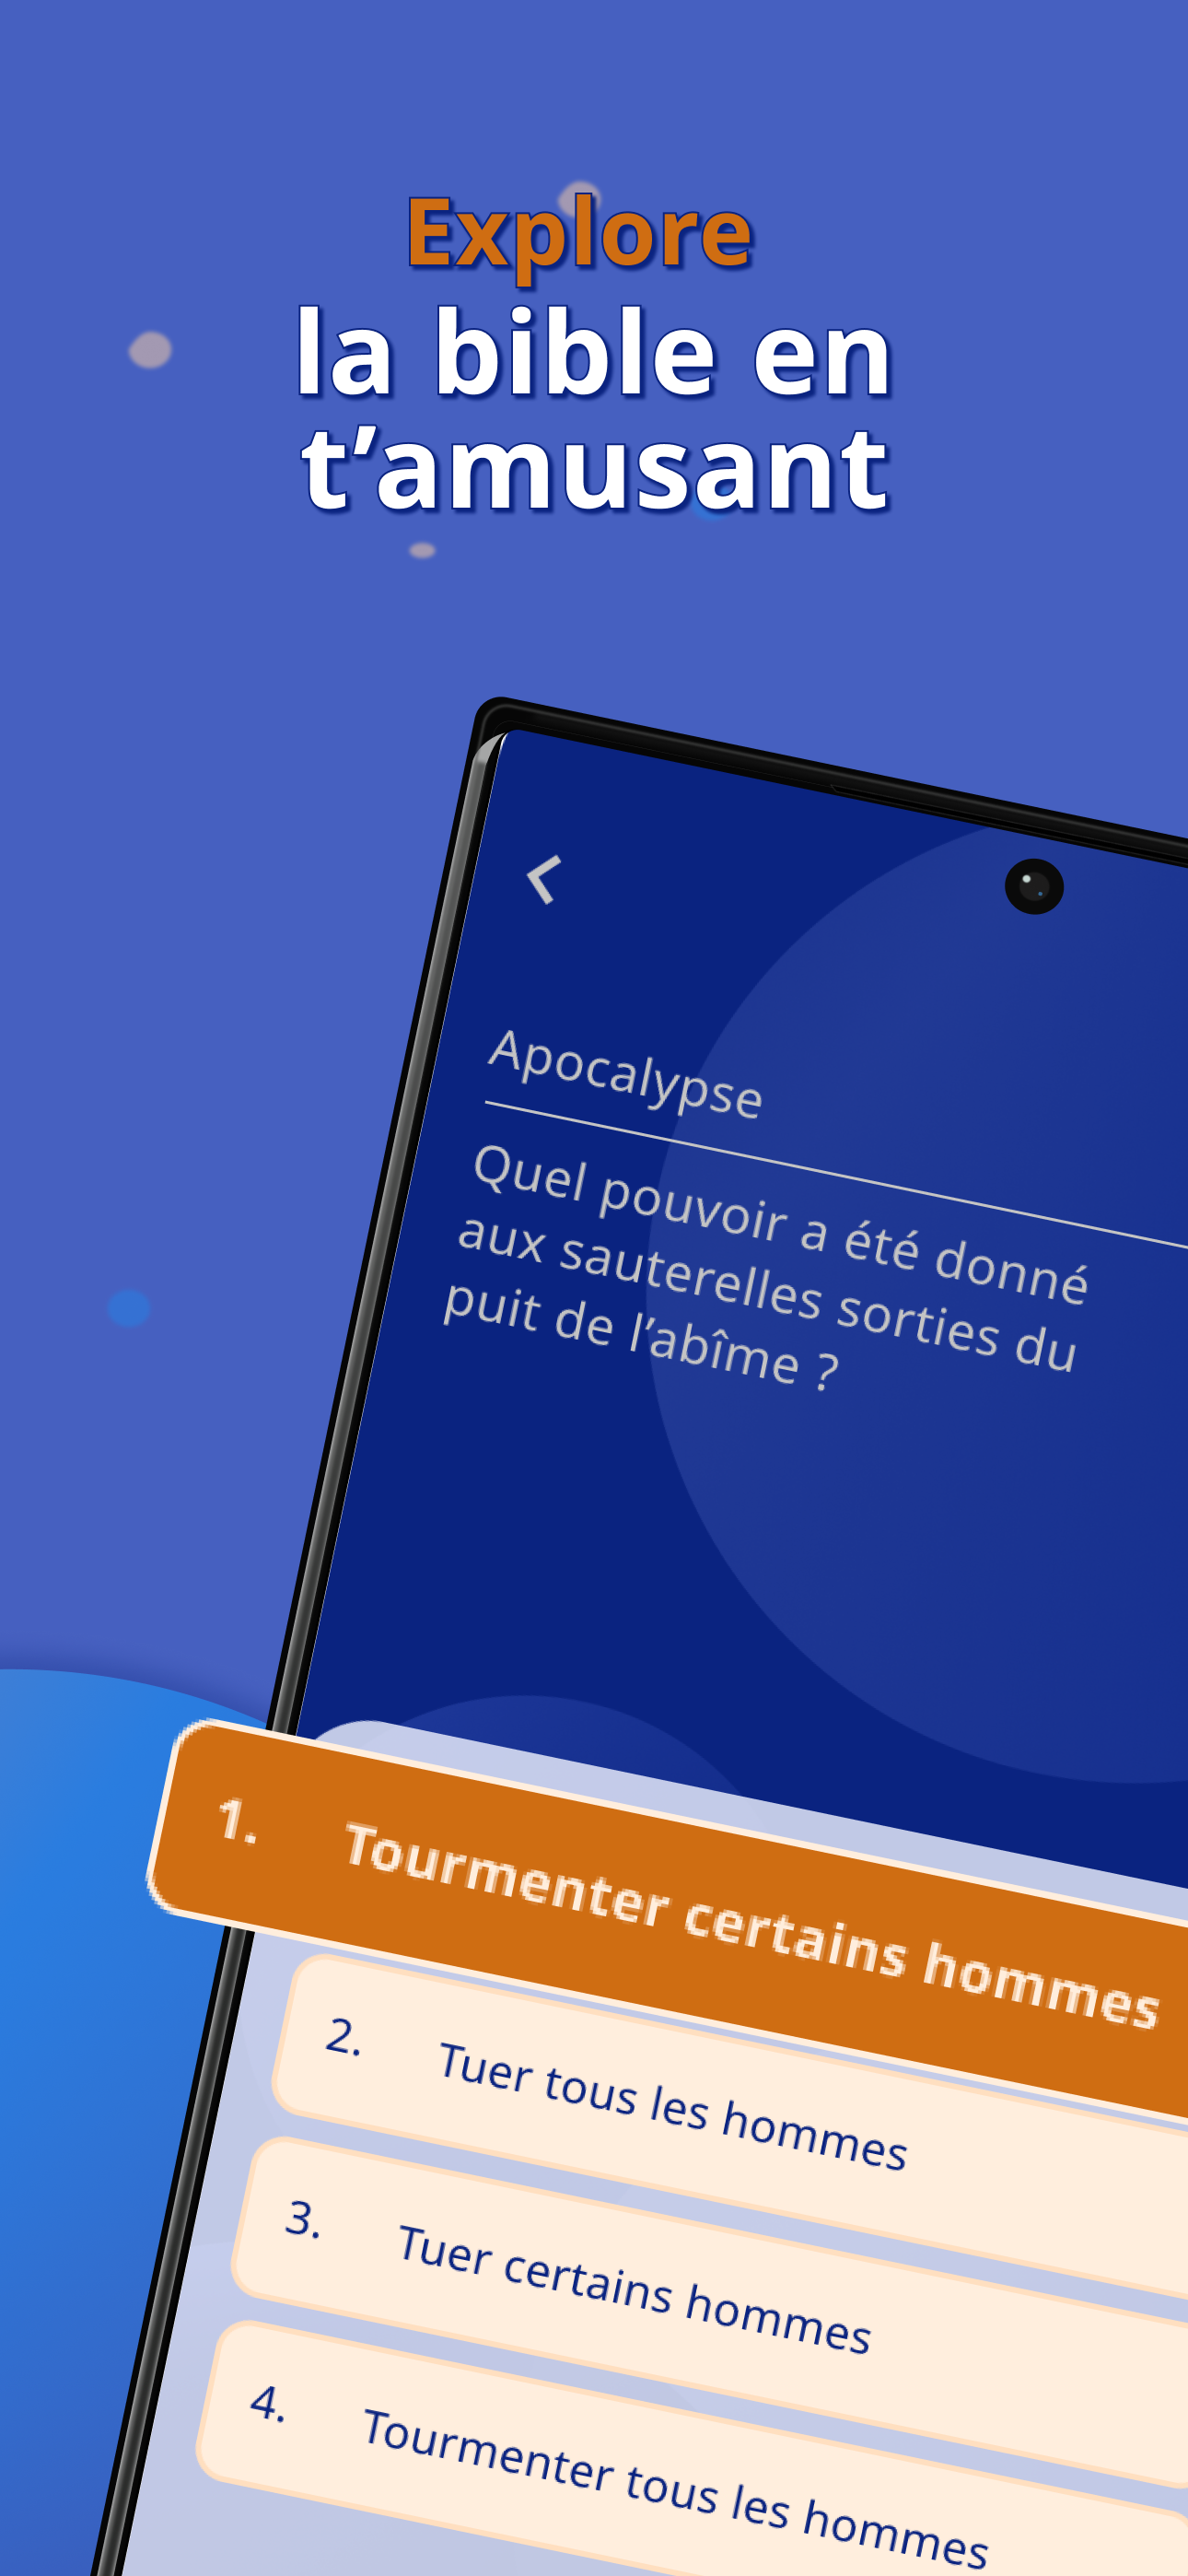 Explore
la bible en
t’amusant
Apocalypse
Quel pouvoir a été donné
aux sauterelles sorties du
puit de l’abîme ?
1. Tourmenter certains hommes
2. Tuer tous les hommes
3. Tuer certains hommes
4. Tourmenter tous les hommes